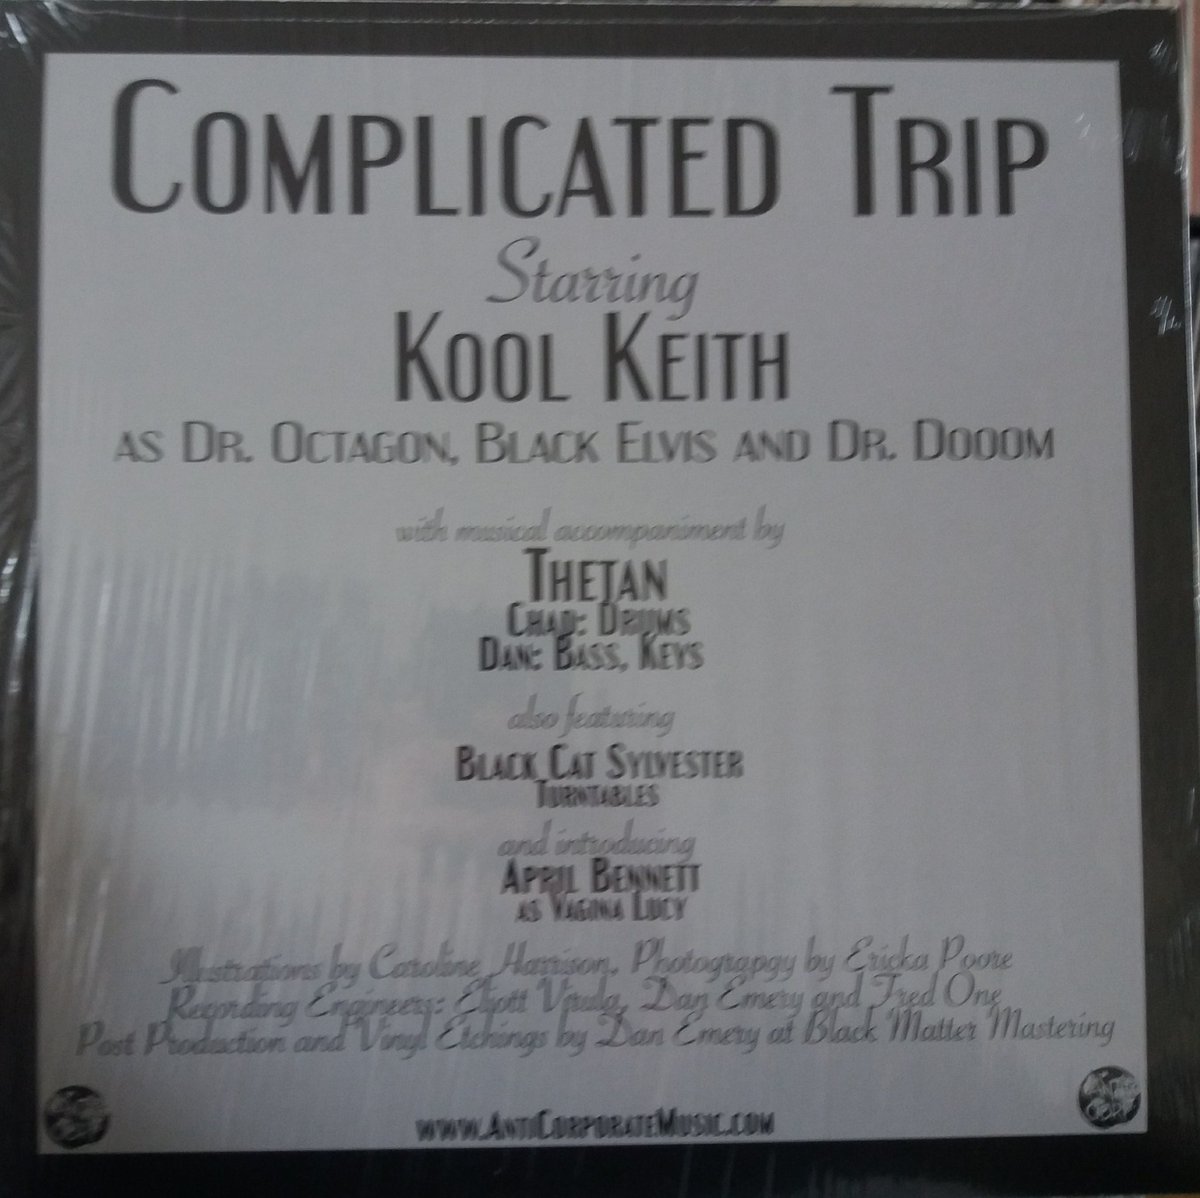 Complicated Trip
Starring
Kool Keith
as Dr. Octagon, Black Elvis and Dr. Dooom
with musical accompaniment by
Thetan
Chad: Drums
Dan: Bass, Keys
also featuring
Black Cat Sylvester
Turntables
and introducing
April Bennett
as Vagina Lucy
Illustrations by Caroline Harrison, Photograpgy by Ericka Poore
Recording Engineers: Eliott Dan Emery and Fred One
Post Production and Vinyl Etchings by Dan Emery at Black Matter Mastering
www.AntiCorporateMusic.com